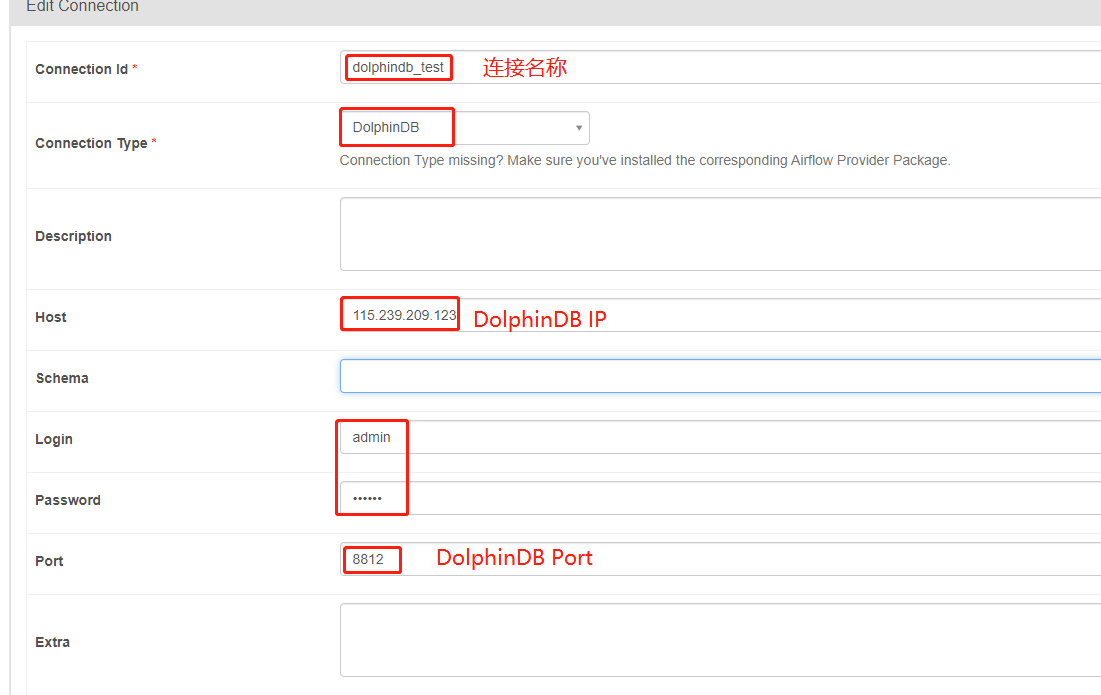 Edit Connection
Connection Id * dolphindb_test 连接名称
Connection Type * DolphinDB
Connection Type missing? Make sure you've installed the corresponding Airflow Provider Package.
Description
Host 115.239.209.123 DolphinDB IP
Schema
Login admin
Password ••••••
Port 8812 DolphinDB Port
Extra